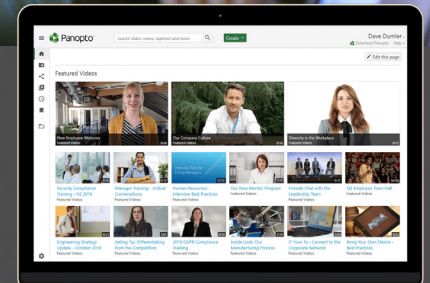 Panopto
Search slides, video, captions and more
Create
Dave Dumler
Download Panopto Help
Edit this page
Featured Videos
New Employee Welcome
Featured Videos
Our Company Culture
Featured Videos
Diversity in the Workplace
Featured Videos
Security Compliance
Training - H2 2018
Featured Videos
Manager Training - Difficult
Conversations
Featured Videos
Human Resources
Interview Best Practices
Featured Videos
Our New Mentor Program
Featured Videos
Fireside Chat with the
Leadership Team
Featured Videos
Q2 Employee Town Hall
Featured Videos
Engineering Strategy
Update - October 2018
Featured Videos
Selling Tip: Differentiating
from the Competition
Featured Videos
2019 GDPR Compliance
Training
Featured Videos
Inside Look: Our
Manufacturing Process
Featured Videos
IT How To - Connect to the
Corporate Network
Featured Videos
Bring Your Own Device -
Best Practices
Featured Videos